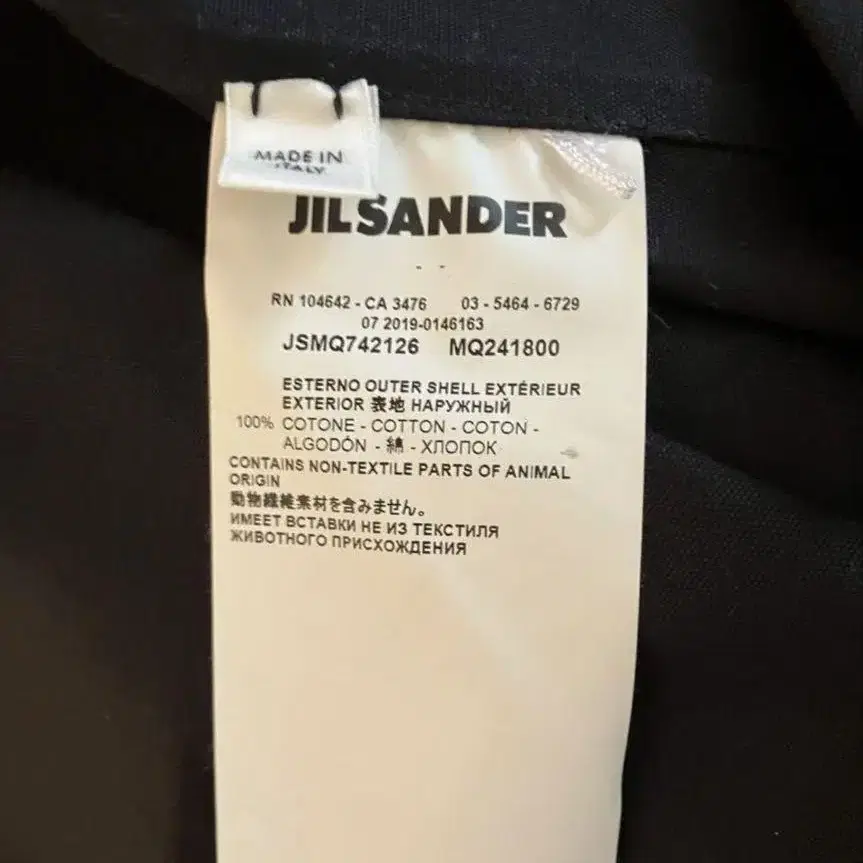 MADE IN
ITALY
JIL SANDER
- -
RN 104642 - CA 3476 03 - 5464 - 6729
07 2019-0146163
JSMQ742126 MQ241800
ESTERNO OUTER SHELL EXTÉRIEUR
EXTERIOR 表地 НАРУЖНЫЙ
100% COTONE - COTTON - COTON -
ALGODÓN - 綿 - ХЛОПОК
CONTAINS NON-TEXTILE PARTS OF ANIMAL
ORIGIN
動物繊維素材を含みません。
ИМЕЕТ ВСТАВКИ НЕ ИЗ ТЕКСТИЛЯ
ЖИВОТНОГО ПРИСХОЖДЕНИЯ